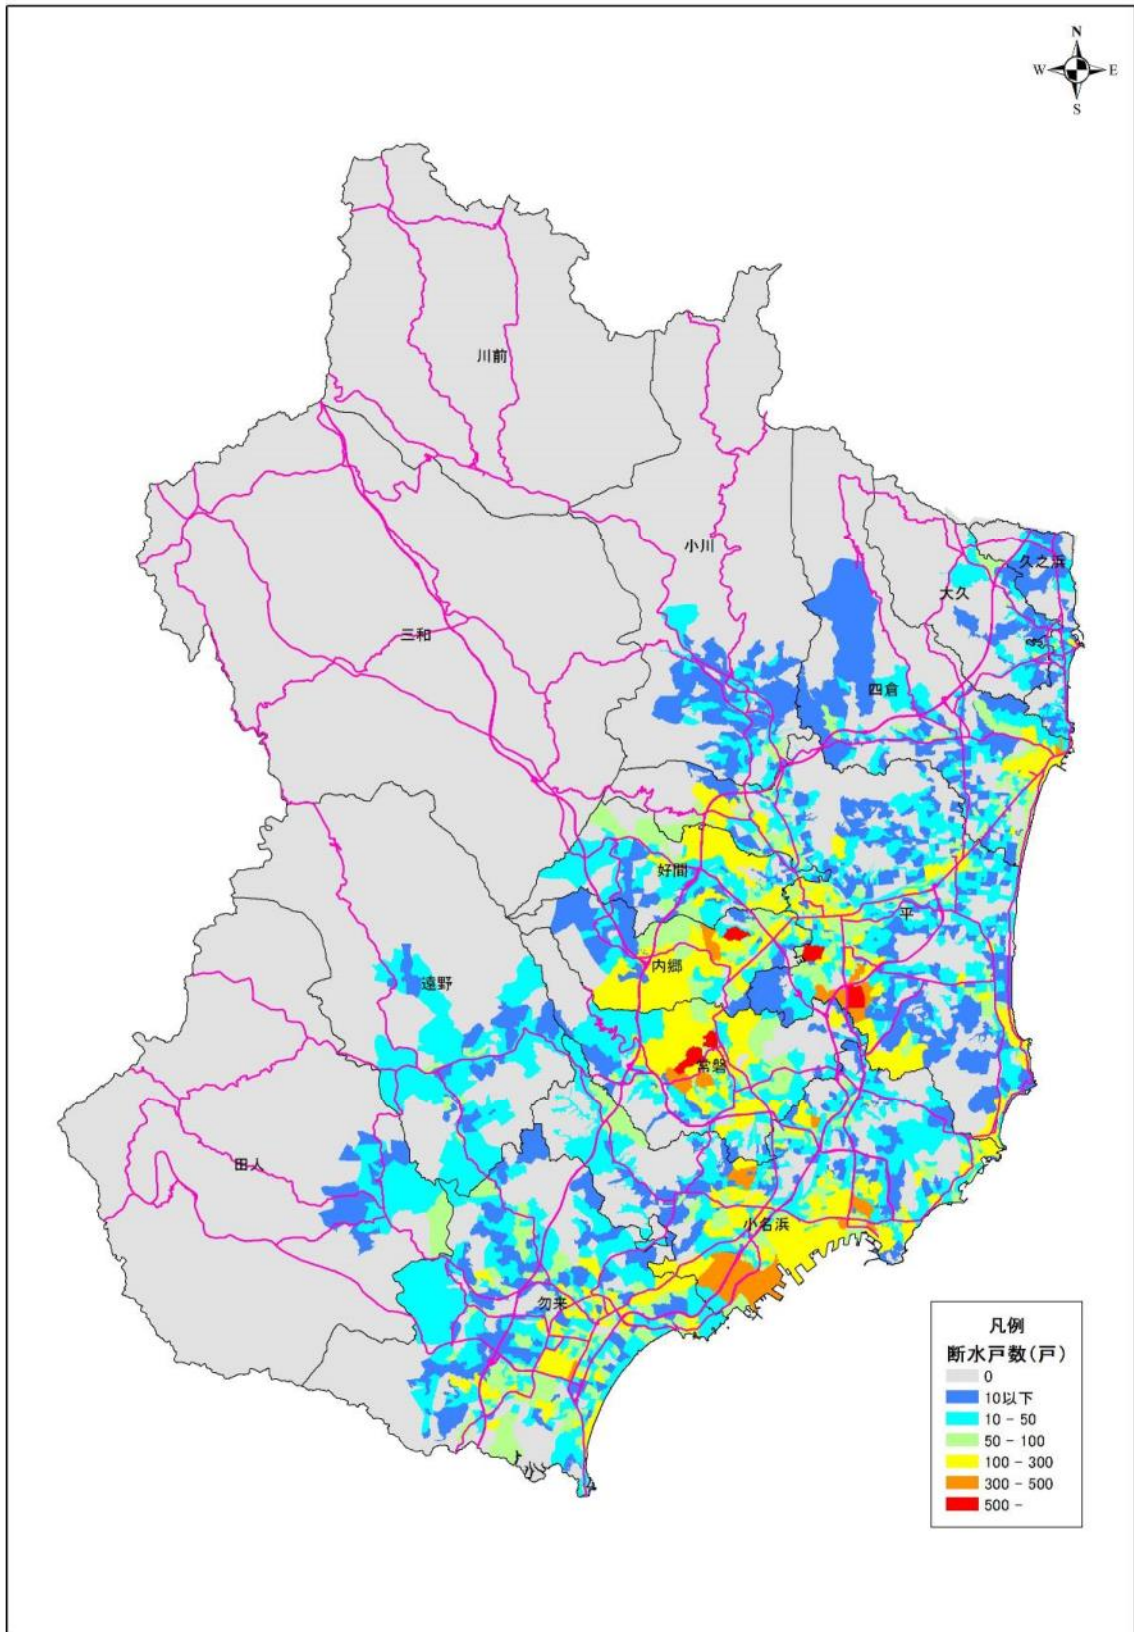 N
W E
S
川前
小川
久之浜
大久
三和
四倉
好間
平
内郷
遠野
常磐
田人
小名浜
勿来
凡例
断水戸数(戸)
0
10以下
10 - 50
50 - 100
100 - 300
300 - 500
500 -